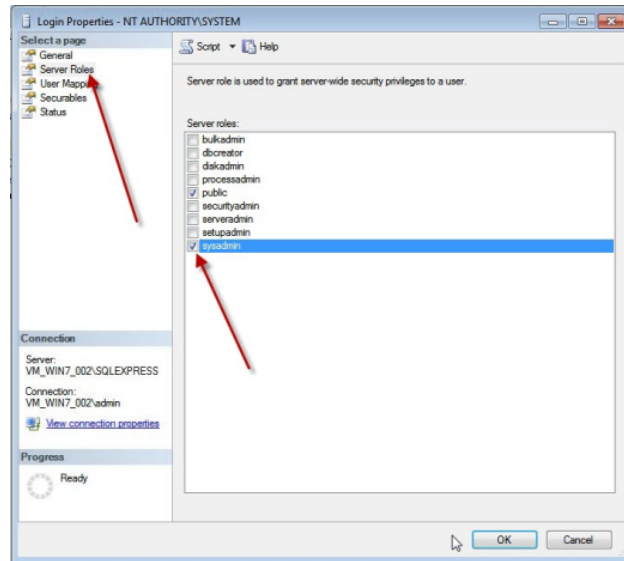 Login Properties - NT AUTHORITY\SYSTEM
Select a page
General
Server Roles
User Mapping
Securables
Status
Script
Help
Server role is used to grant server-wide security privileges to a user.
Server roles:
bulkadmin
dbcreator
diskadmin
processadmin
public
securityadmin
serveradmin
setupadmin
sysadmin
Connection
Server:
VM_WIN7_002\SQLEXPRESS
Connection:
VM_WIN7_002\admin
View connection properties
Progress
Ready
OK
Cancel